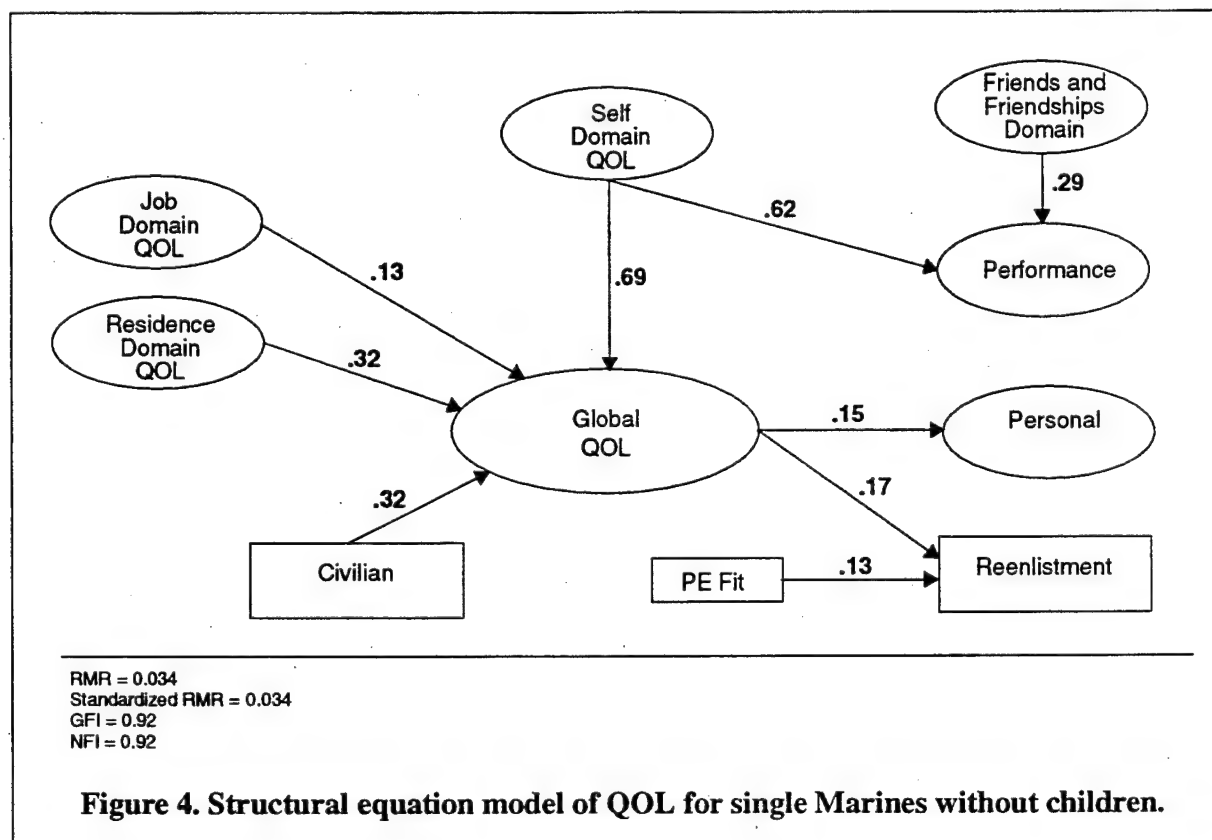 Self
Domain
QOL
Friends and
Friendships
Domain
.29
Job
Domain
QOL
.62
.13
.69
Performance
Residence
Domain
QOL
.32
Global
QOL
.15
Personal
.17
.32
Civilian
PE Fit
.13
Reenlistment
RMR = 0.034
Standardized RMR = 0.034
GFI = 0.92
NFI = 0.92
Figure 4. Structural equation model of QOL for single Marines without children.